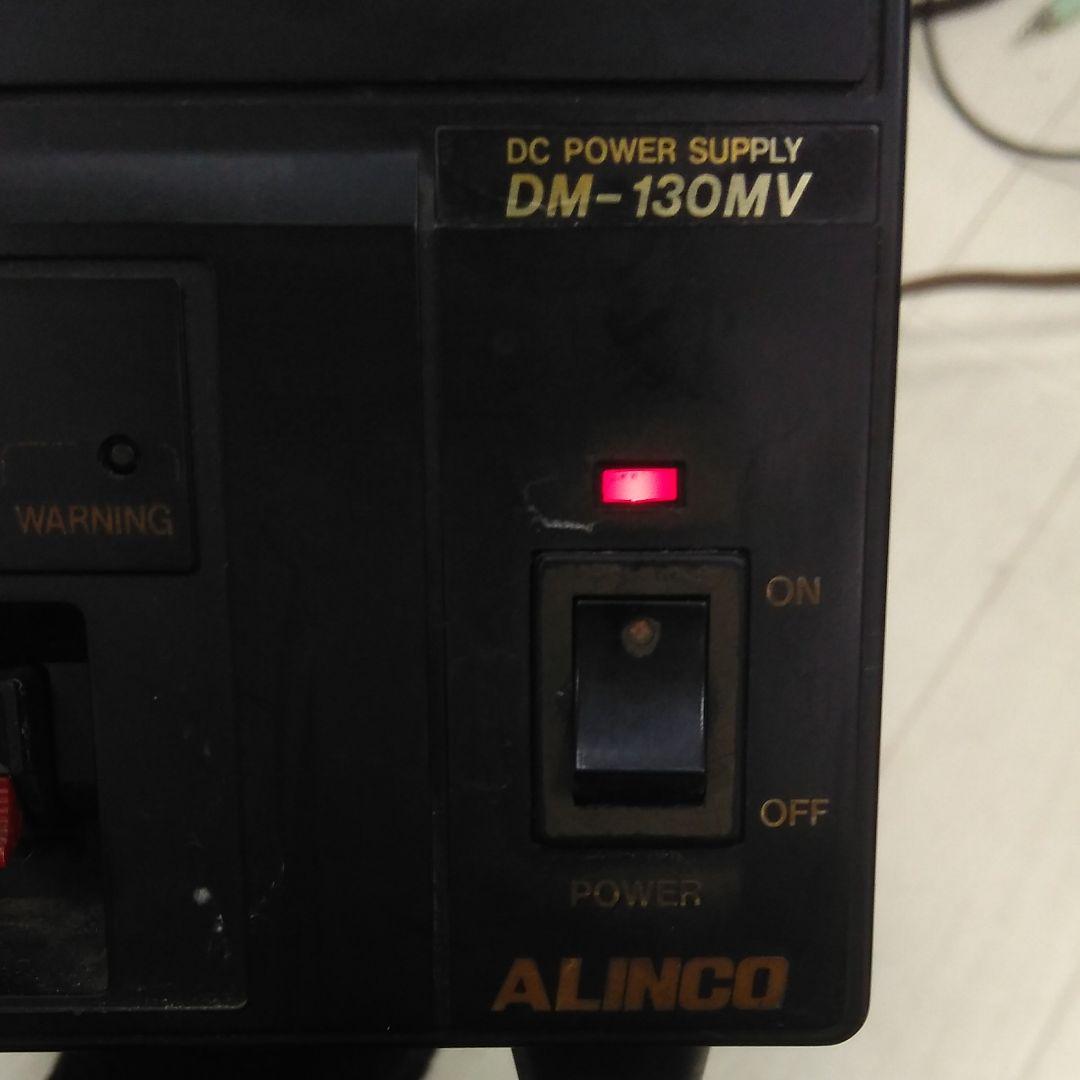 DC POWER SUPPLY
DM-130MV
WARNING
ON
OFF
POWER
ALINCO